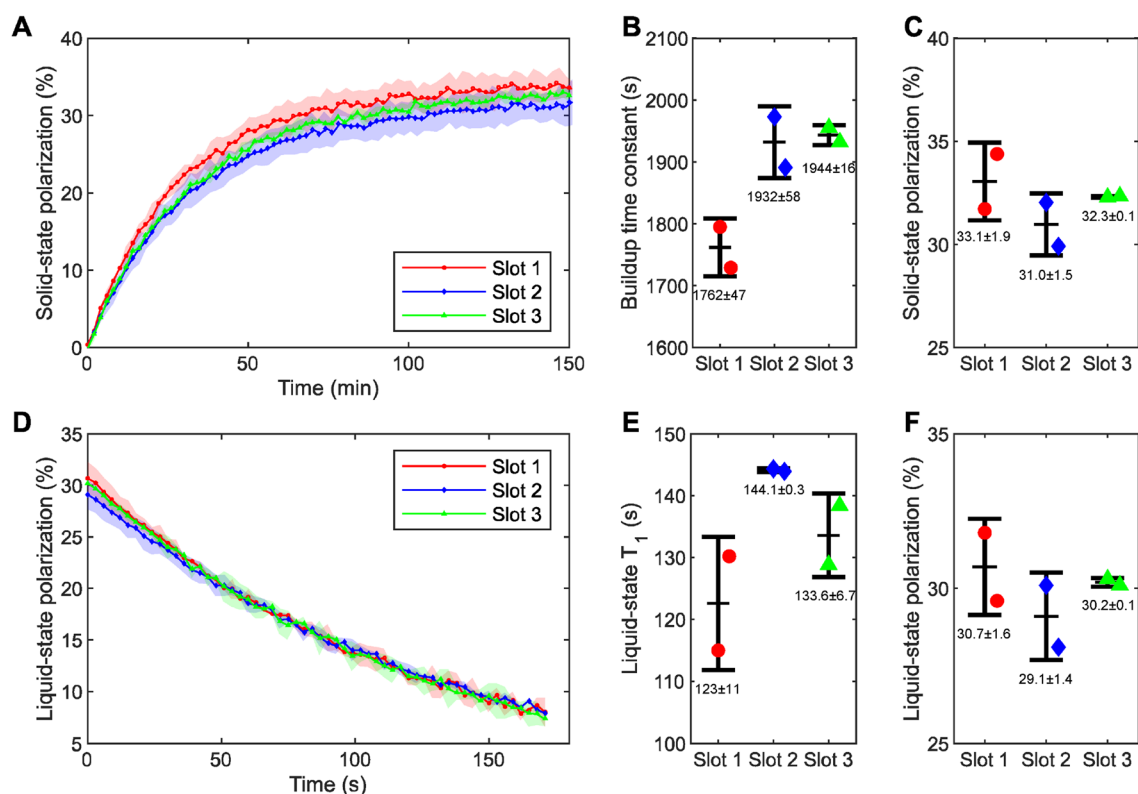 A
Solid-state polarization (%)
40
30
20
10
0
0 50 100 150
Time (min)
Slot 1
Slot 2
Slot 3
B
Buildup time constant (s)
2100
2000
1900
1800
1700
1600
1762±47
1932±58
1944±16
Slot 1 Slot 2 Slot 3
C
Solid-state polarization (%)
40
35
30
25
33.1±1.9
31.0±1.5
32.3±0.1
Slot 1 Slot 2 Slot 3
D
Liquid-state polarization (%)
35
30
25
20
15
10
5
0 50 100 150
Time (s)
Slot 1
Slot 2
Slot 3
E
Liquid-state T1 (s)
150
140
130
120
110
100
123±11
144.1±0.3
133.6±6.7
Slot 1 Slot 2 Slot 3
F
Liquid-state polarization (%)
35
30
25
30.7±1.6
29.1±1.4
30.2±0.1
Slot 1 Slot 2 Slot 3